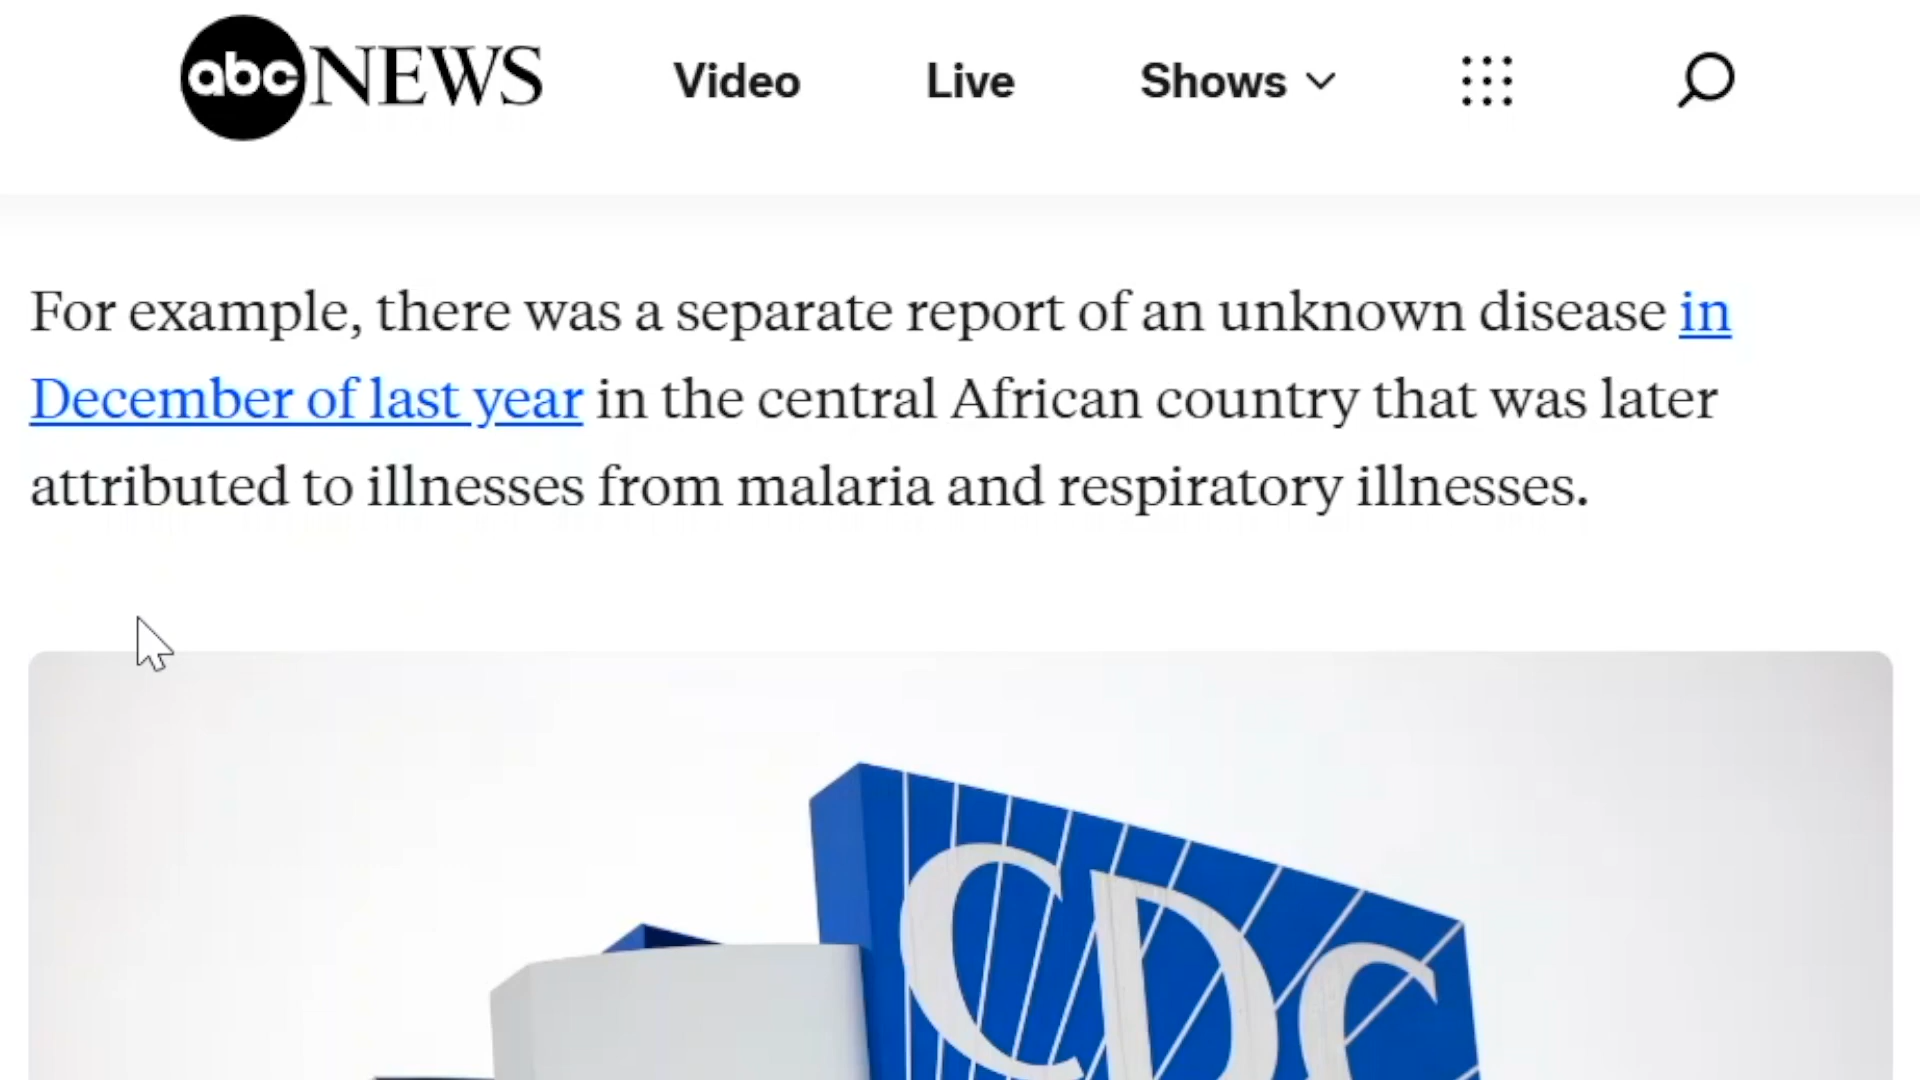 abc NEWS Video Live Shows
For example, there was a separate report of an unknown disease in
December of last year in the central African country that was later
attributed to illnesses from malaria and respiratory illnesses.
CDC